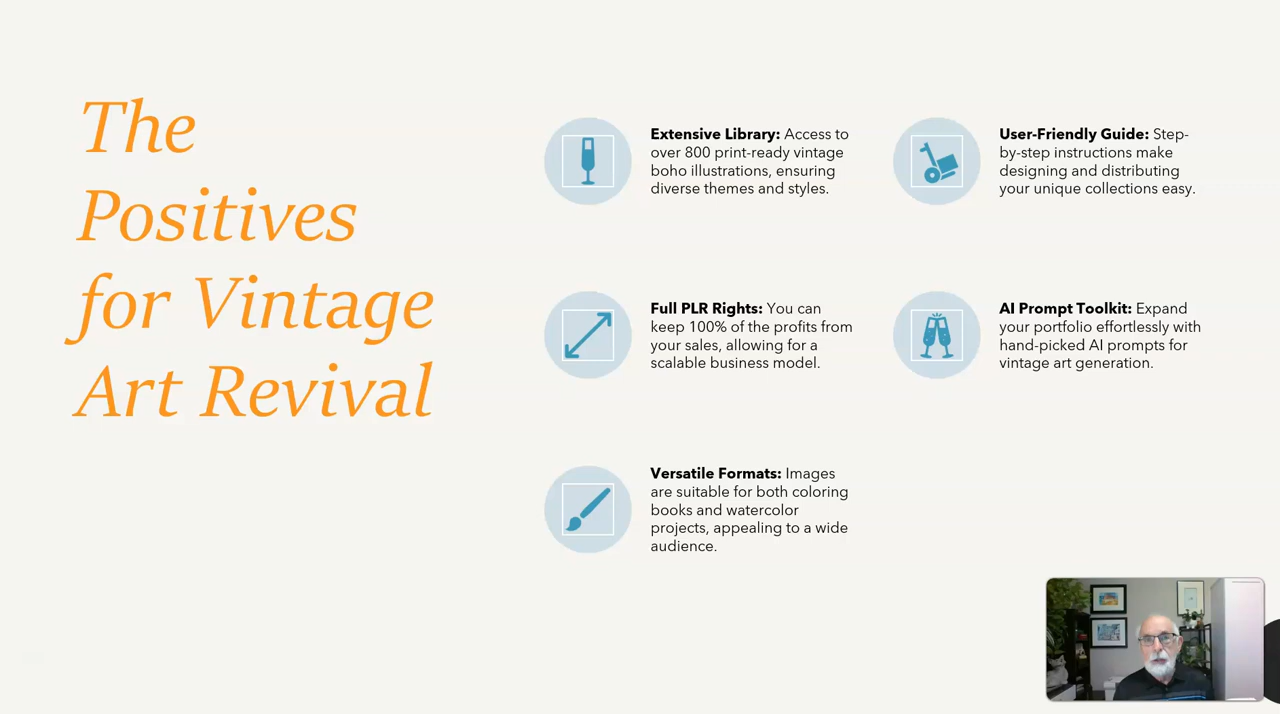 The
Positives
for Vintage
Art Revival
Extensive Library: Access to
over 800 print-ready vintage
boho illustrations, ensuring
diverse themes and styles.
User-Friendly Guide: Step-
by-step instructions make
designing and distributing
your unique collections easy.
Full PLR Rights: You can
keep 100% of the profits from
your sales, allowing for a
scalable business model.
AI Prompt Toolkit: Expand
your portfolio effortlessly with
hand-picked AI prompts for
vintage art generation.
Versatile Formats: Images
are suitable for both coloring
books and watercolor
projects, appealing to a wide
audience.